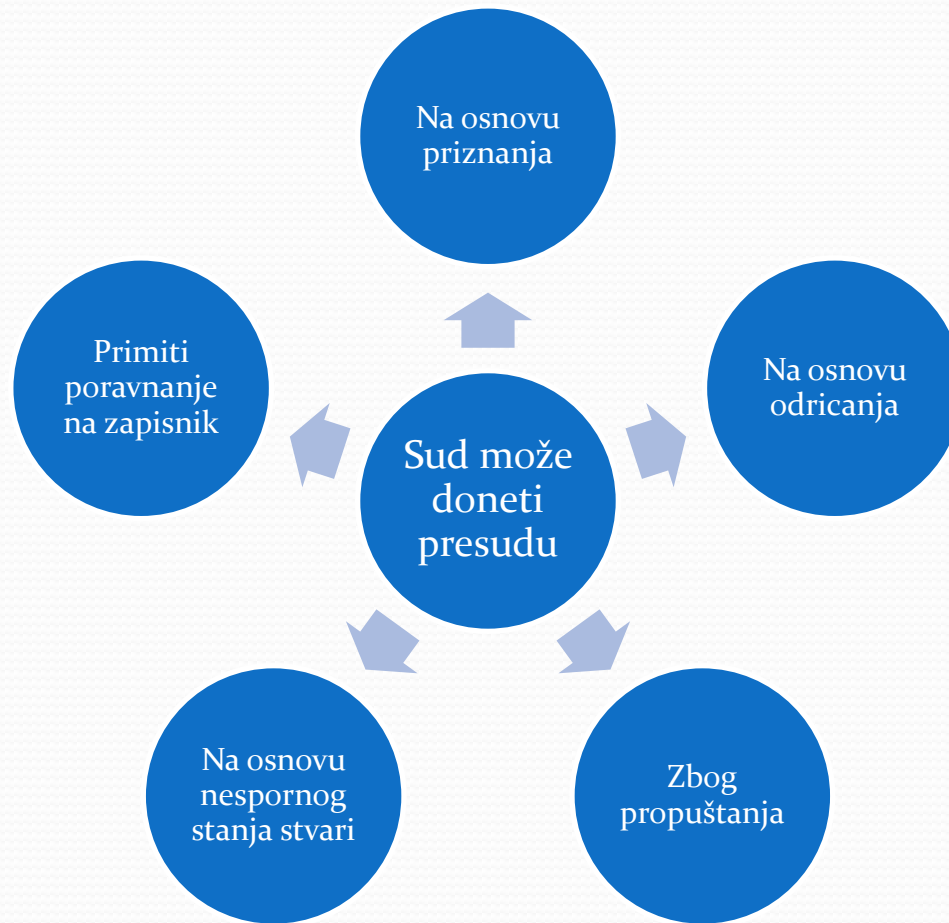 Na osnovu
priznanja
Primiti
poravnanje
na zapisnik
Na osnovu
odricanja
Sud može
doneti
presudu
Na osnovu
nespornog
stanja stvari
Zbog
propuštanja